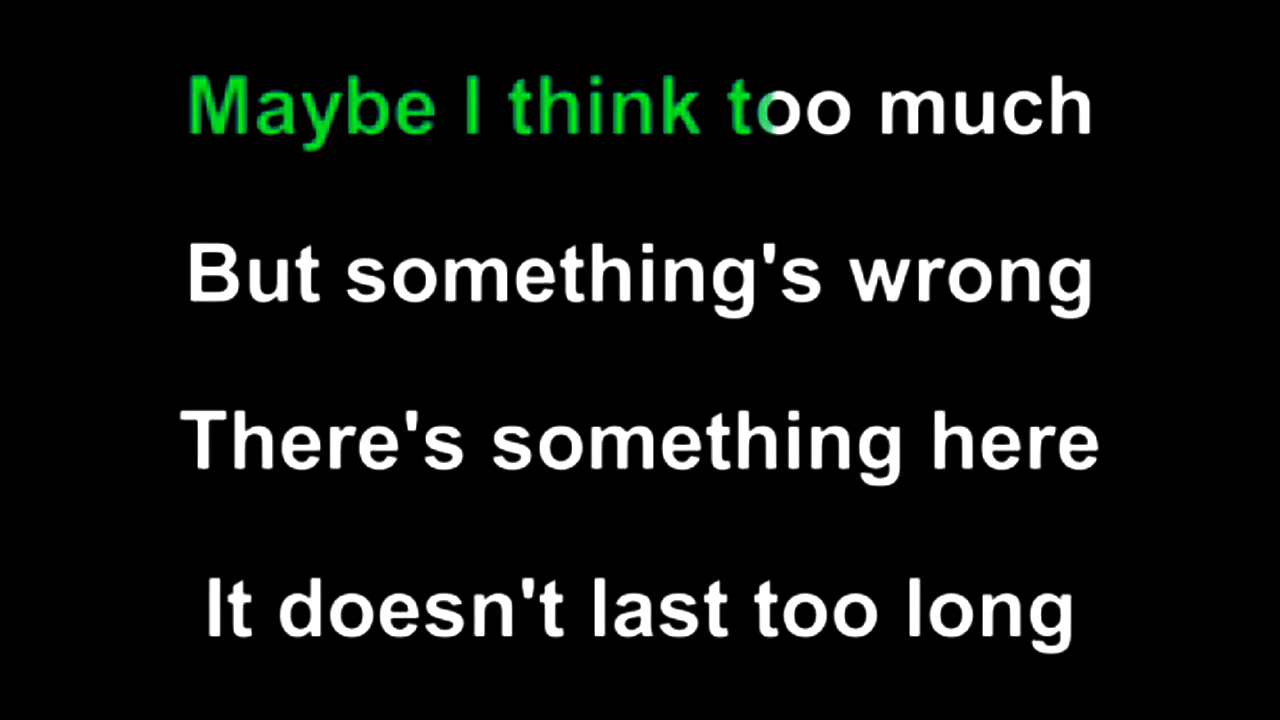 Maybe I think too much
But something's wrong
There's something here
It doesn't last too long